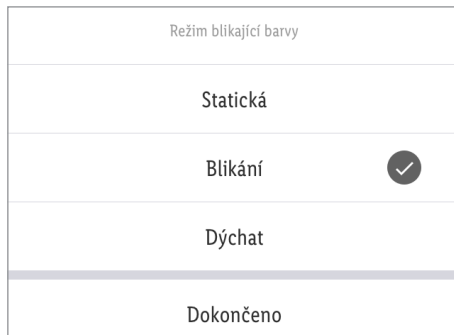 Režim blikající barvy
Statická
Blikání
Dýchat
Dokončeno